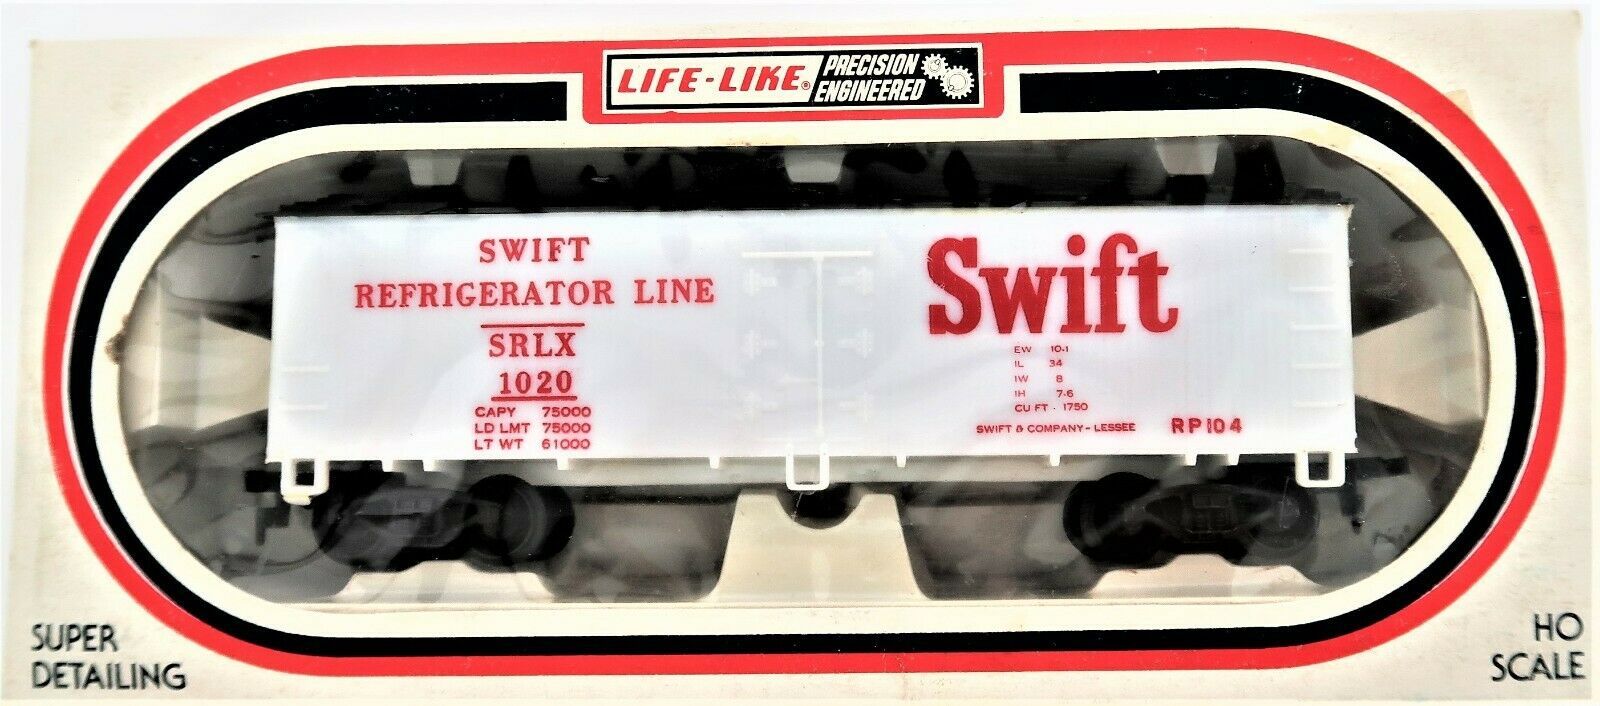 LIFE-LIKE® PRECISION
ENGINEERED
SWIFT
REFRIGERATOR LINE
SRLX
1020
CAPY 75000
LD LMT 75000
LT WT 61000
Swift
EW 10-1
IL 34
IW 8
IH 7-6
CU FT - 1750
SWIFT & COMPANY - LESSEE RP104
SUPER
DETAILING
HO
SCALE